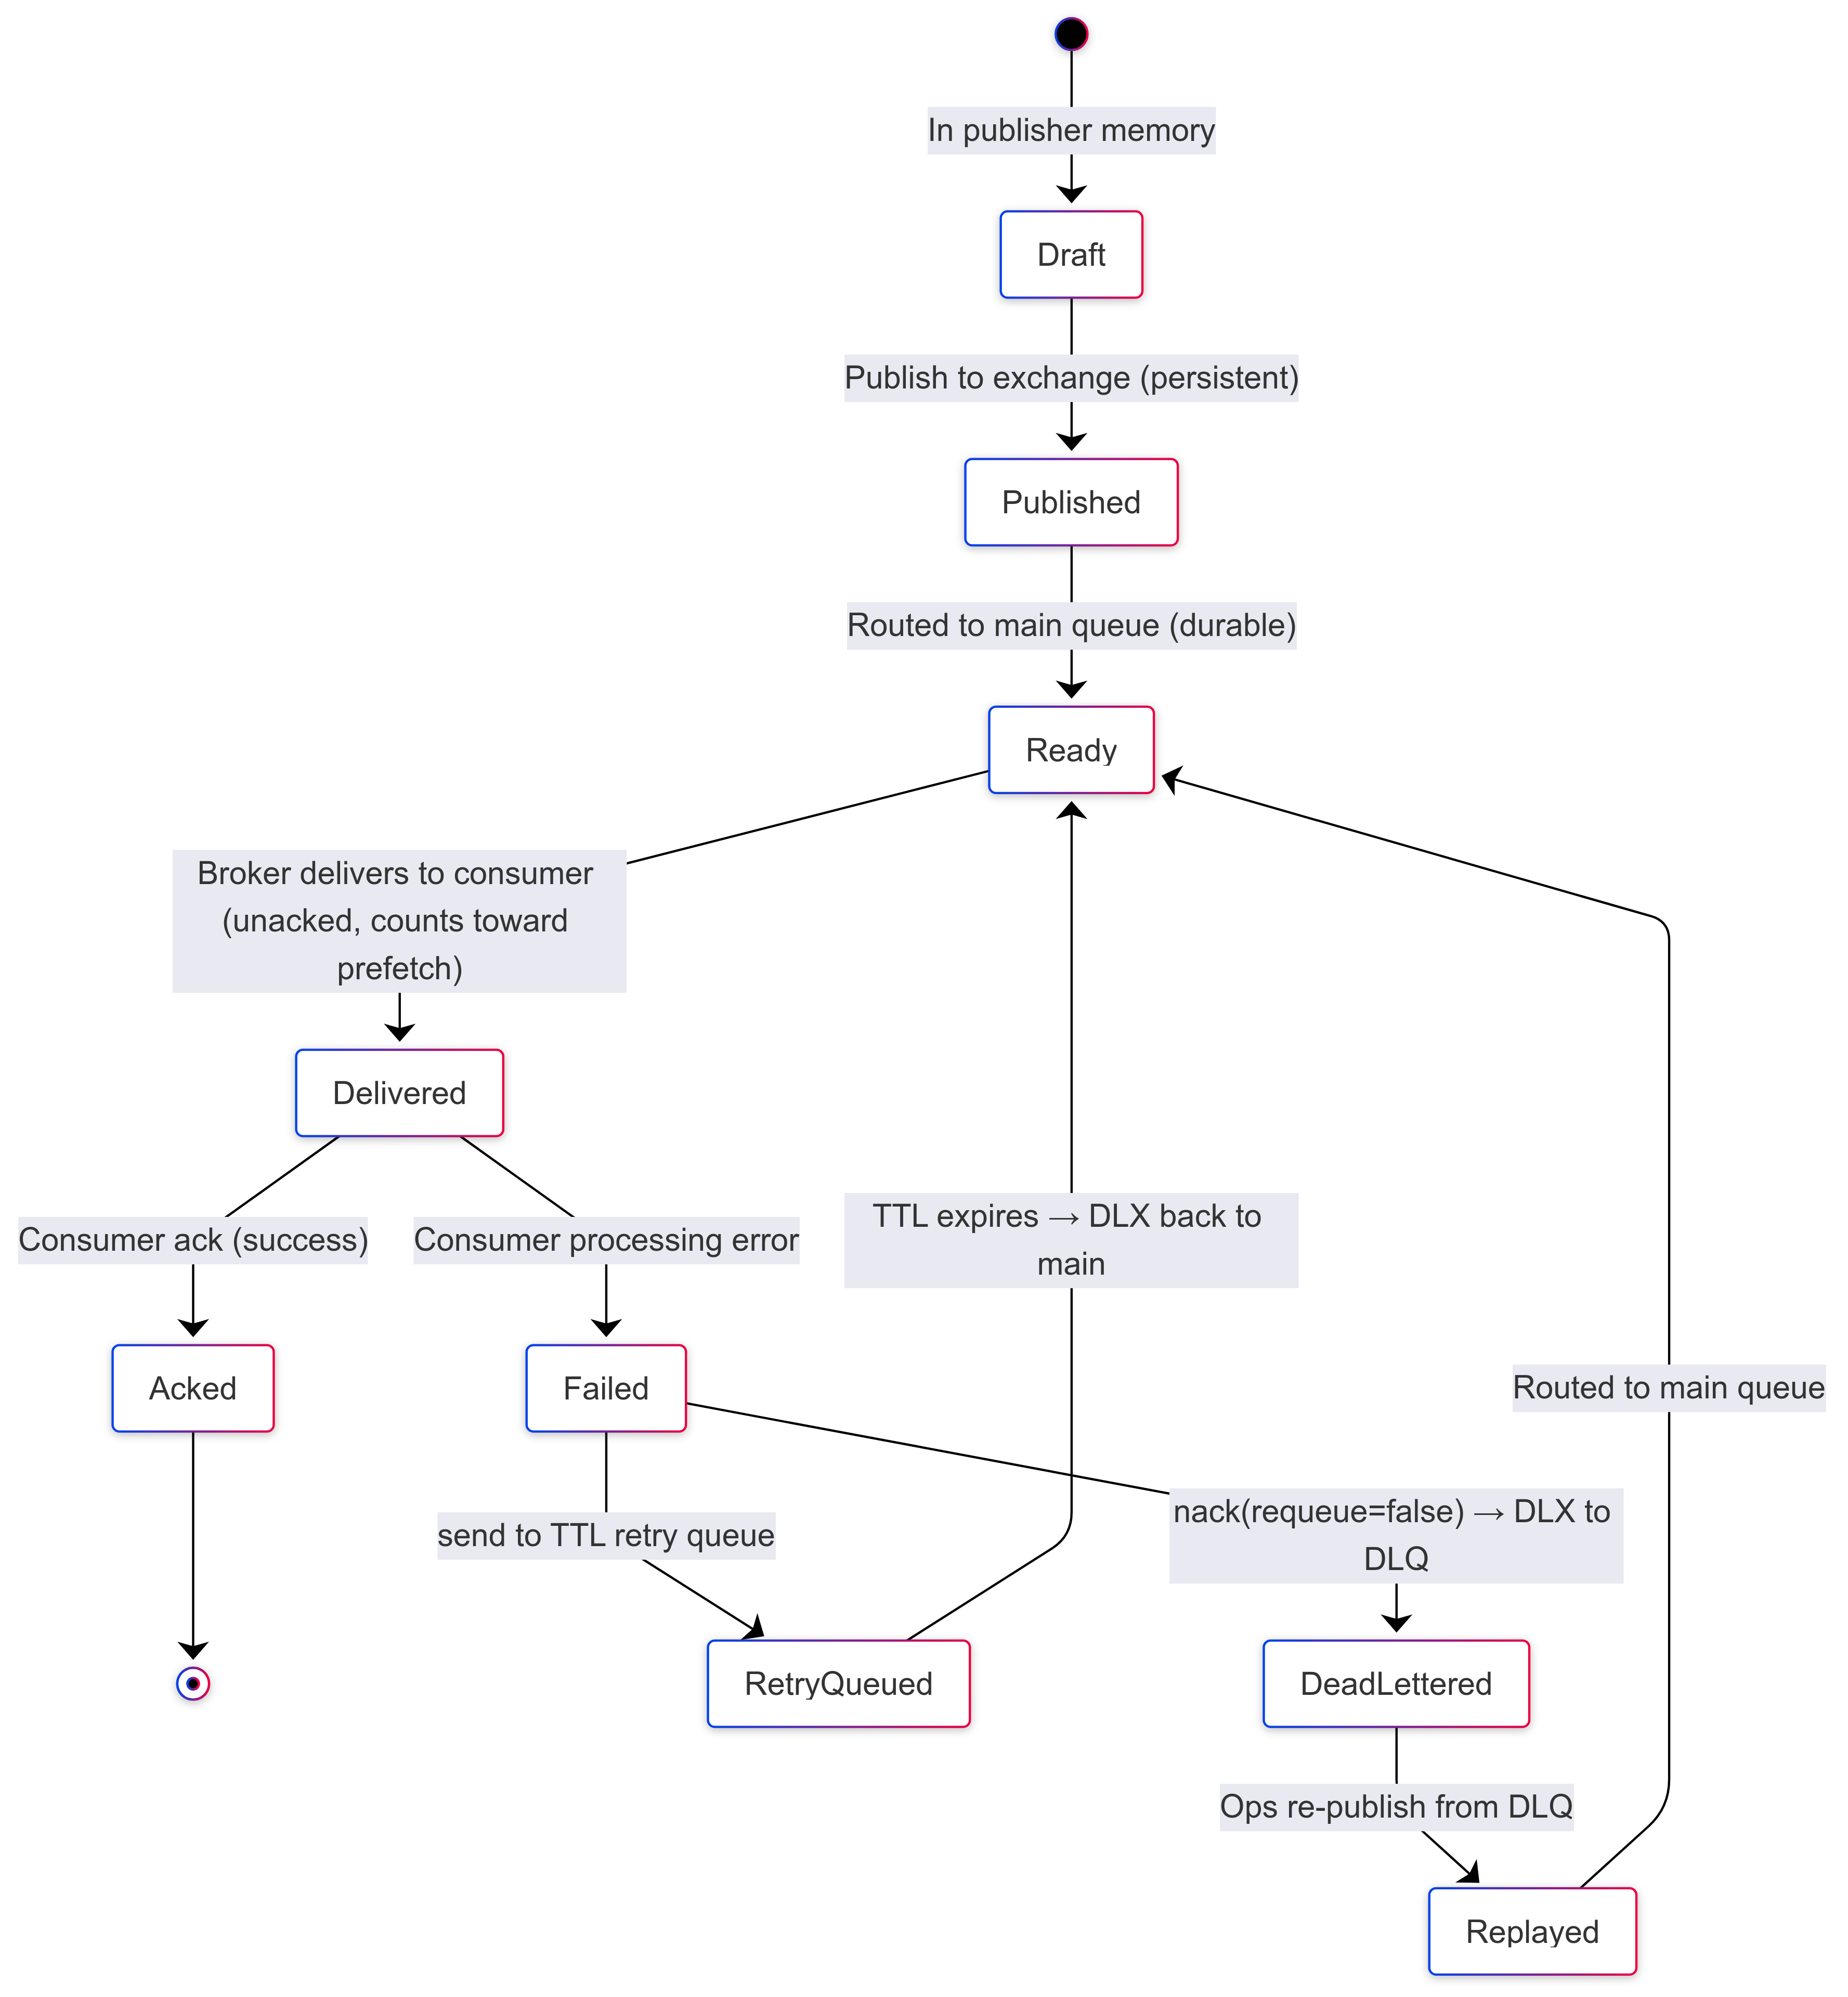 In publisher memory
Draft
Publish to exchange (persistent)
Published
Routed to main queue (durable)
Ready
Broker delivers to consumer
(unacked, counts toward
prefetch)
Delivered
Consumer ack (success)
Consumer processing error
TTL expires → DLX back to
main
Acked
Failed
Routed to main queue
send to TTL retry queue
nack(requeue=false) → DLX to
DLQ
RetryQueued
DeadLettered
Ops re-publish from DLQ
Replayed